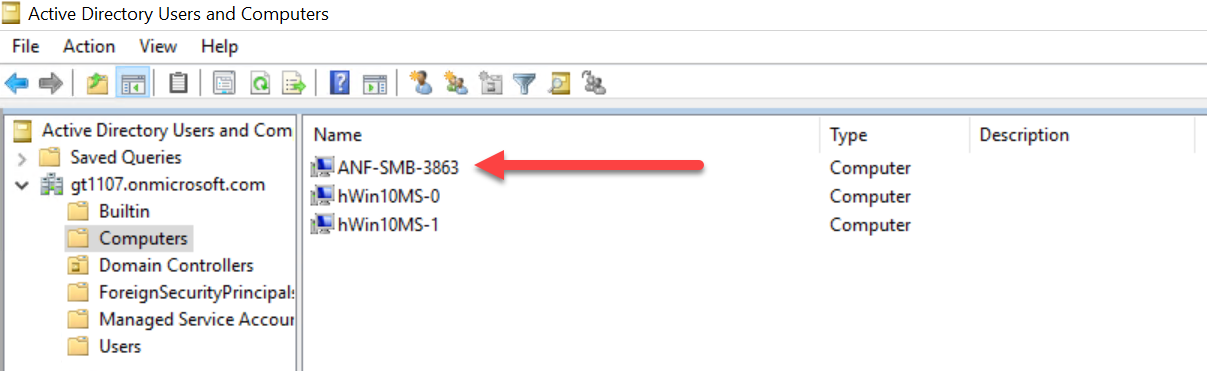 Active Directory Users and Computers
File Action View Help
Active Directory Users and Com
Saved Queries
gt1107.onmicrosoft.com
Builtin
Computers
Domain Controllers
ForeignSecurityPrincipals
Managed Service Accour
Users
Name Type Description
ANF-SMB-3863 Computer
hWin10MS-0 Computer
hWin10MS-1 Computer